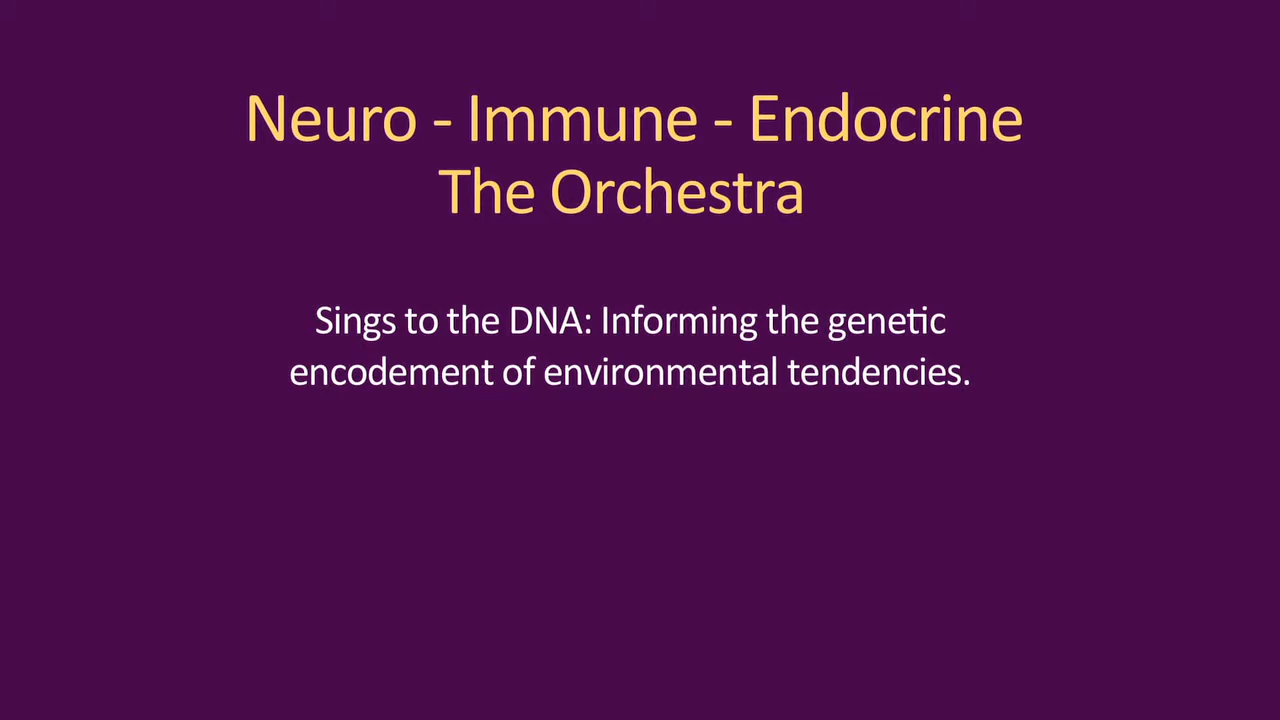 Neuro - Immune - Endocrine
The Orchestra
Sings to the DNA: Informing the genetic
encodement of environmental tendencies.